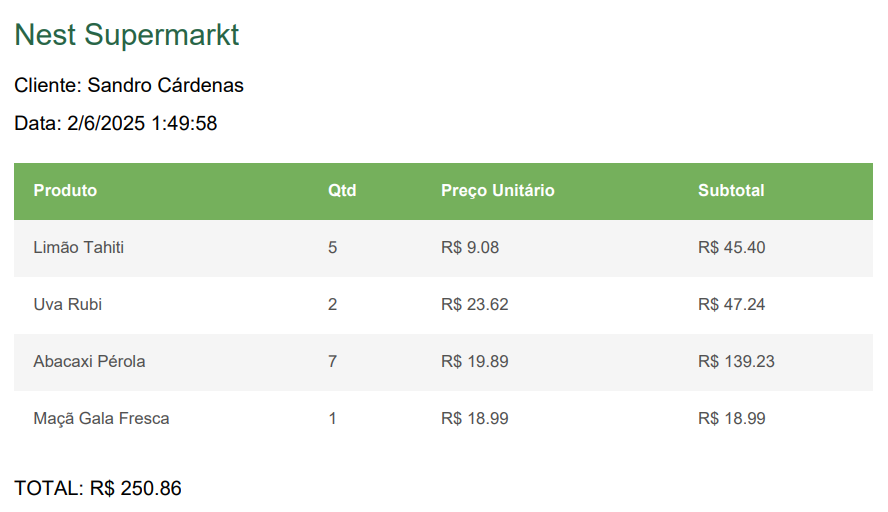 Nest Supermarkt
Cliente: Sandro Cárdenas
Data: 2/6/2025 1:49:58
Produto Qtd Preço Unitário Subtotal
Limão Tahiti 5 R$ 9.08 R$ 45.40
Uva Rubi 2 R$ 23.62 R$ 47.24
Abacaxi Pérola 7 R$ 19.89 R$ 139.23
Maçã Gala Fresca 1 R$ 18.99 R$ 18.99
TOTAL: R$ 250.86